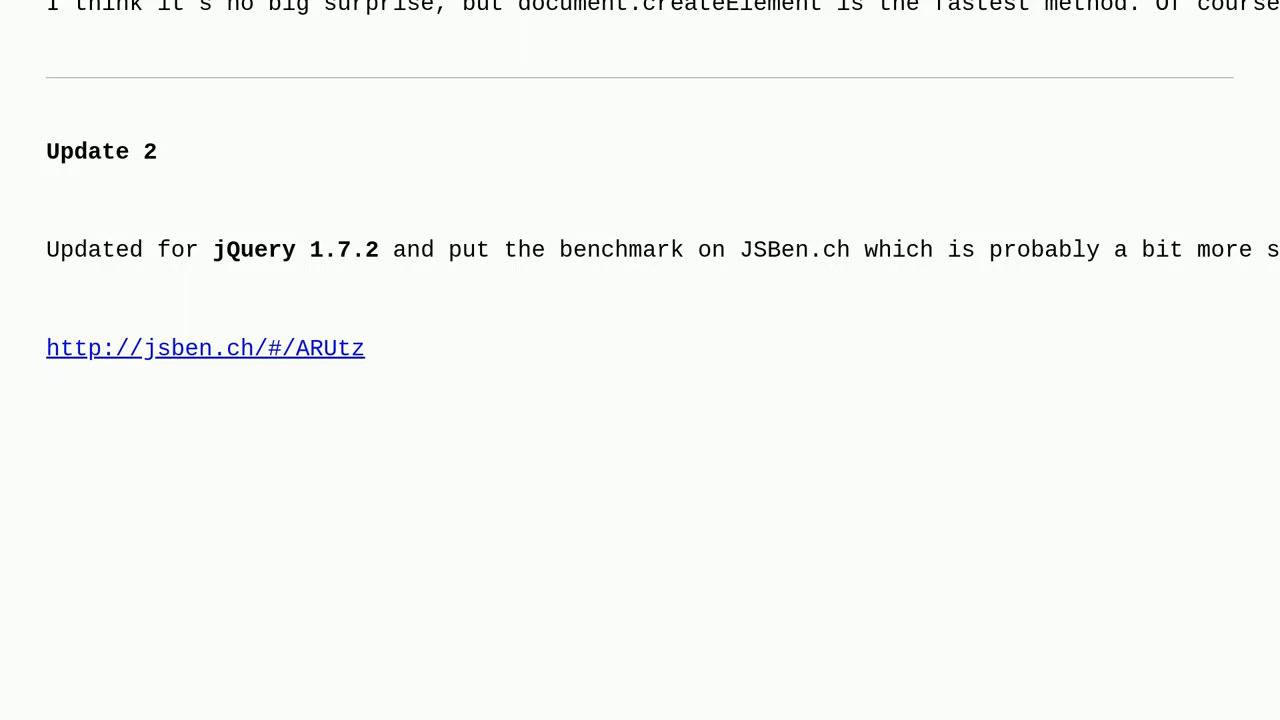 I think it's no big surprise, but document.createElement is the fastest method. Of course
Update 2
Updated for jQuery 1.7.2 and put the benchmark on JSBen.ch which is probably a bit more s
http://jsben.ch/#/ARUtz